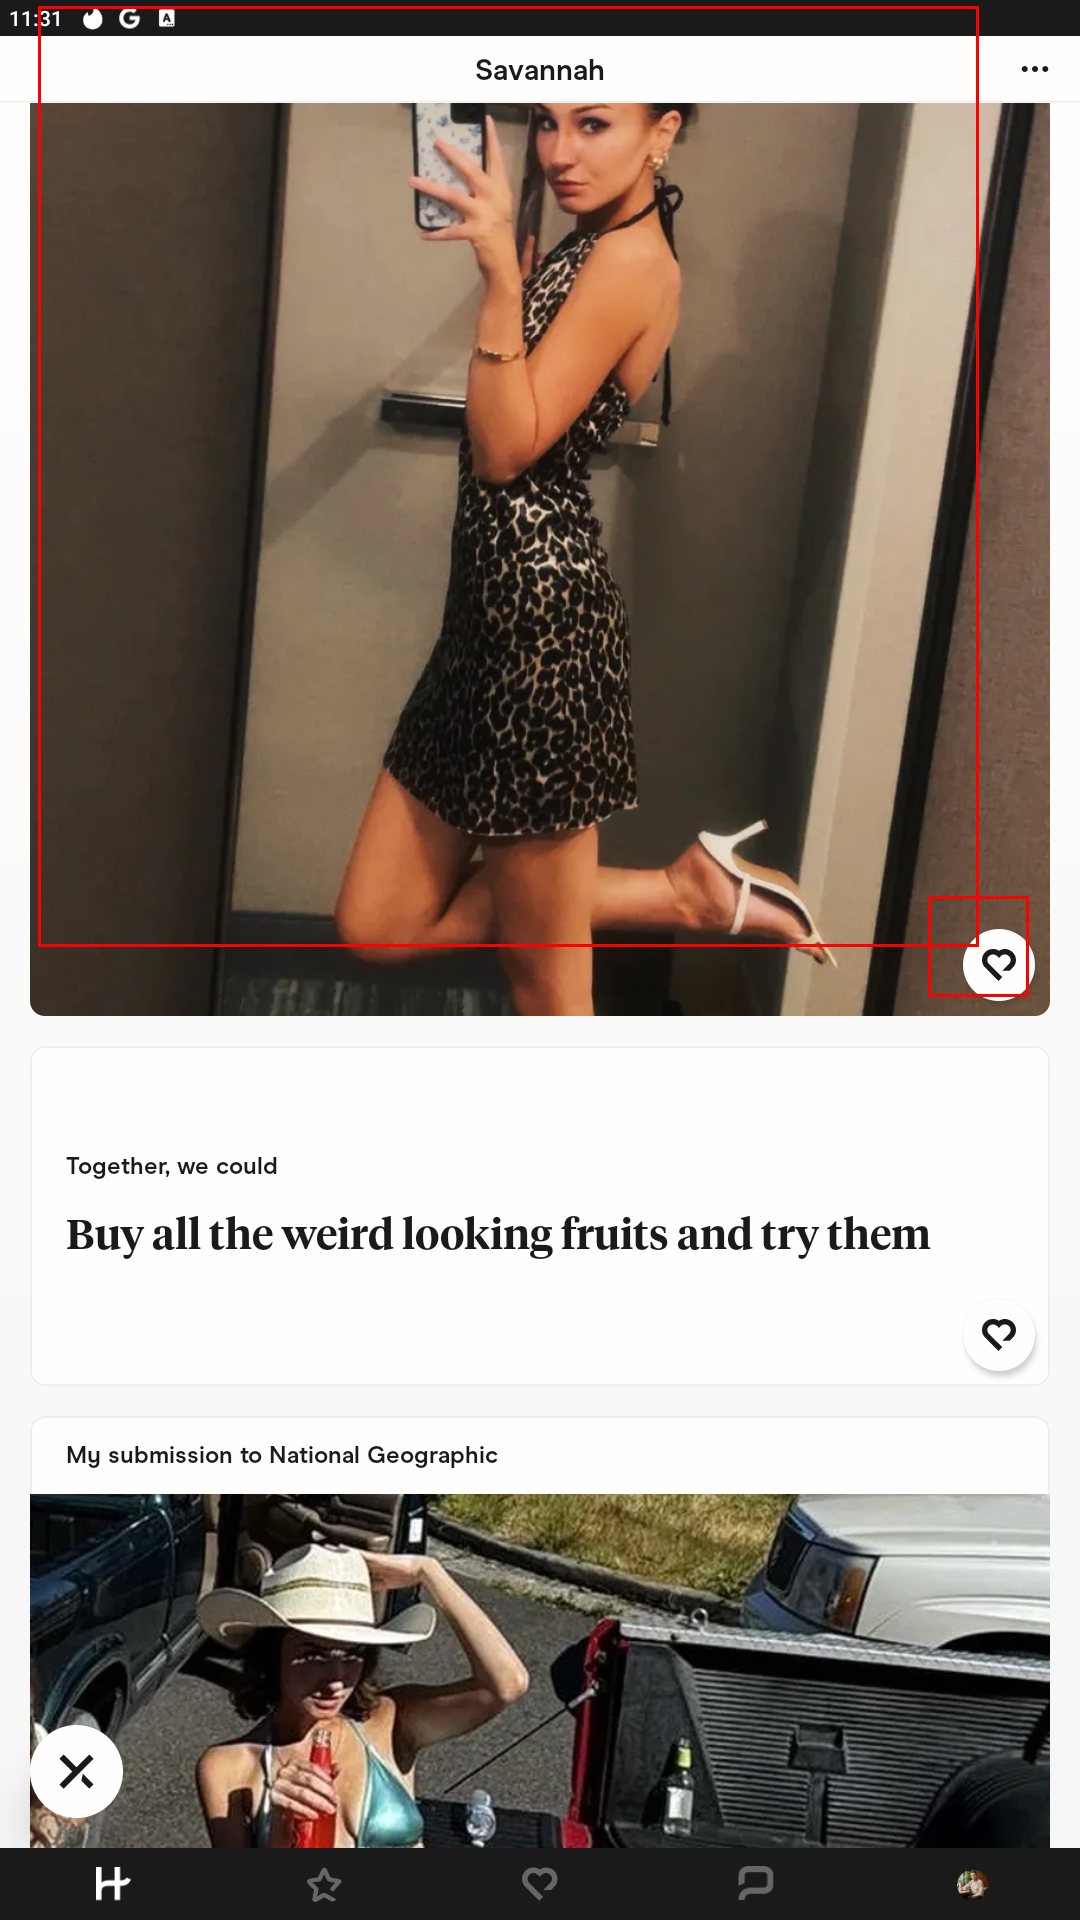 11:31
Savannah
Together, we could
Buy all the weird looking fruits and try them
My submission to National Geographic